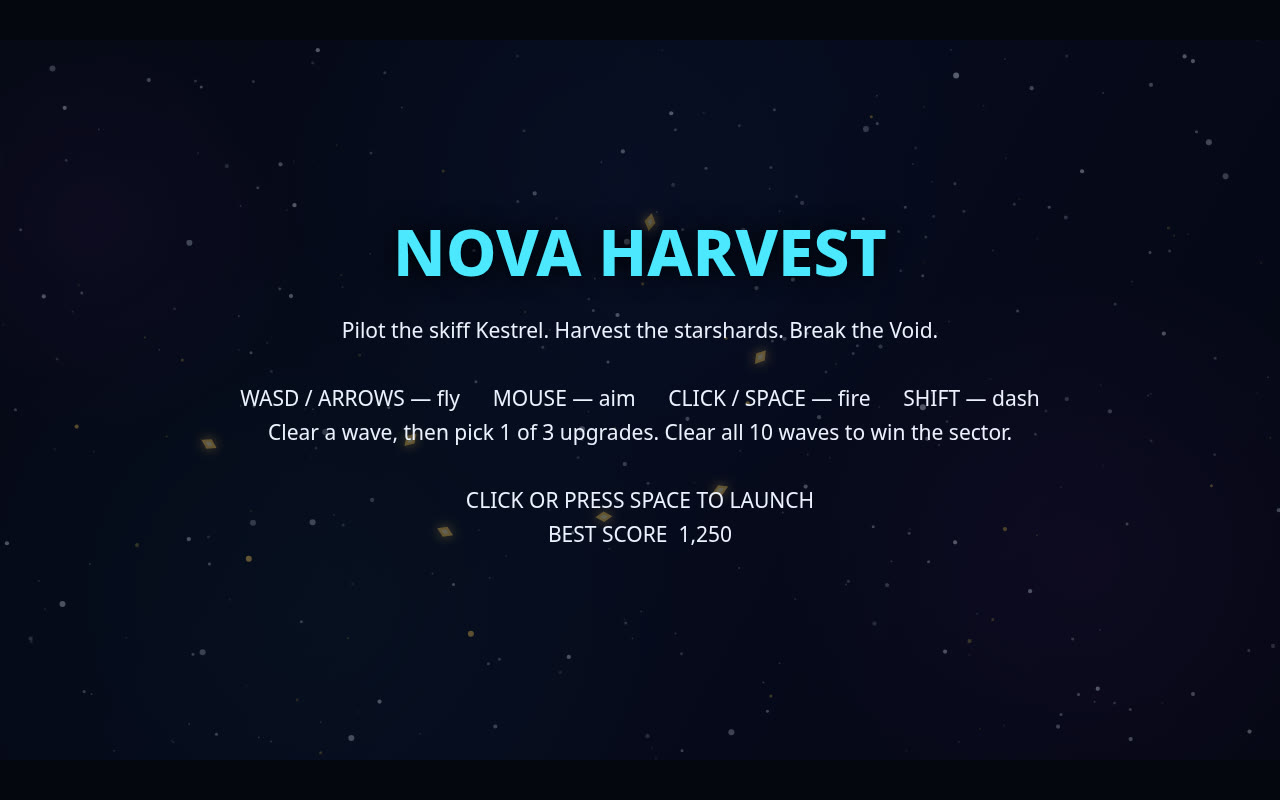 NOVA HARVEST
Pilot the skiff Kestrel. Harvest the starshards. Break the Void.
WASD / ARROWS — fly MOUSE — aim CLICK / SPACE — fire SHIFT — dash
Clear a wave, then pick 1 of 3 upgrades. Clear all 10 waves to win the sector.
CLICK OR PRESS SPACE TO LAUNCH
BEST SCORE 1,250